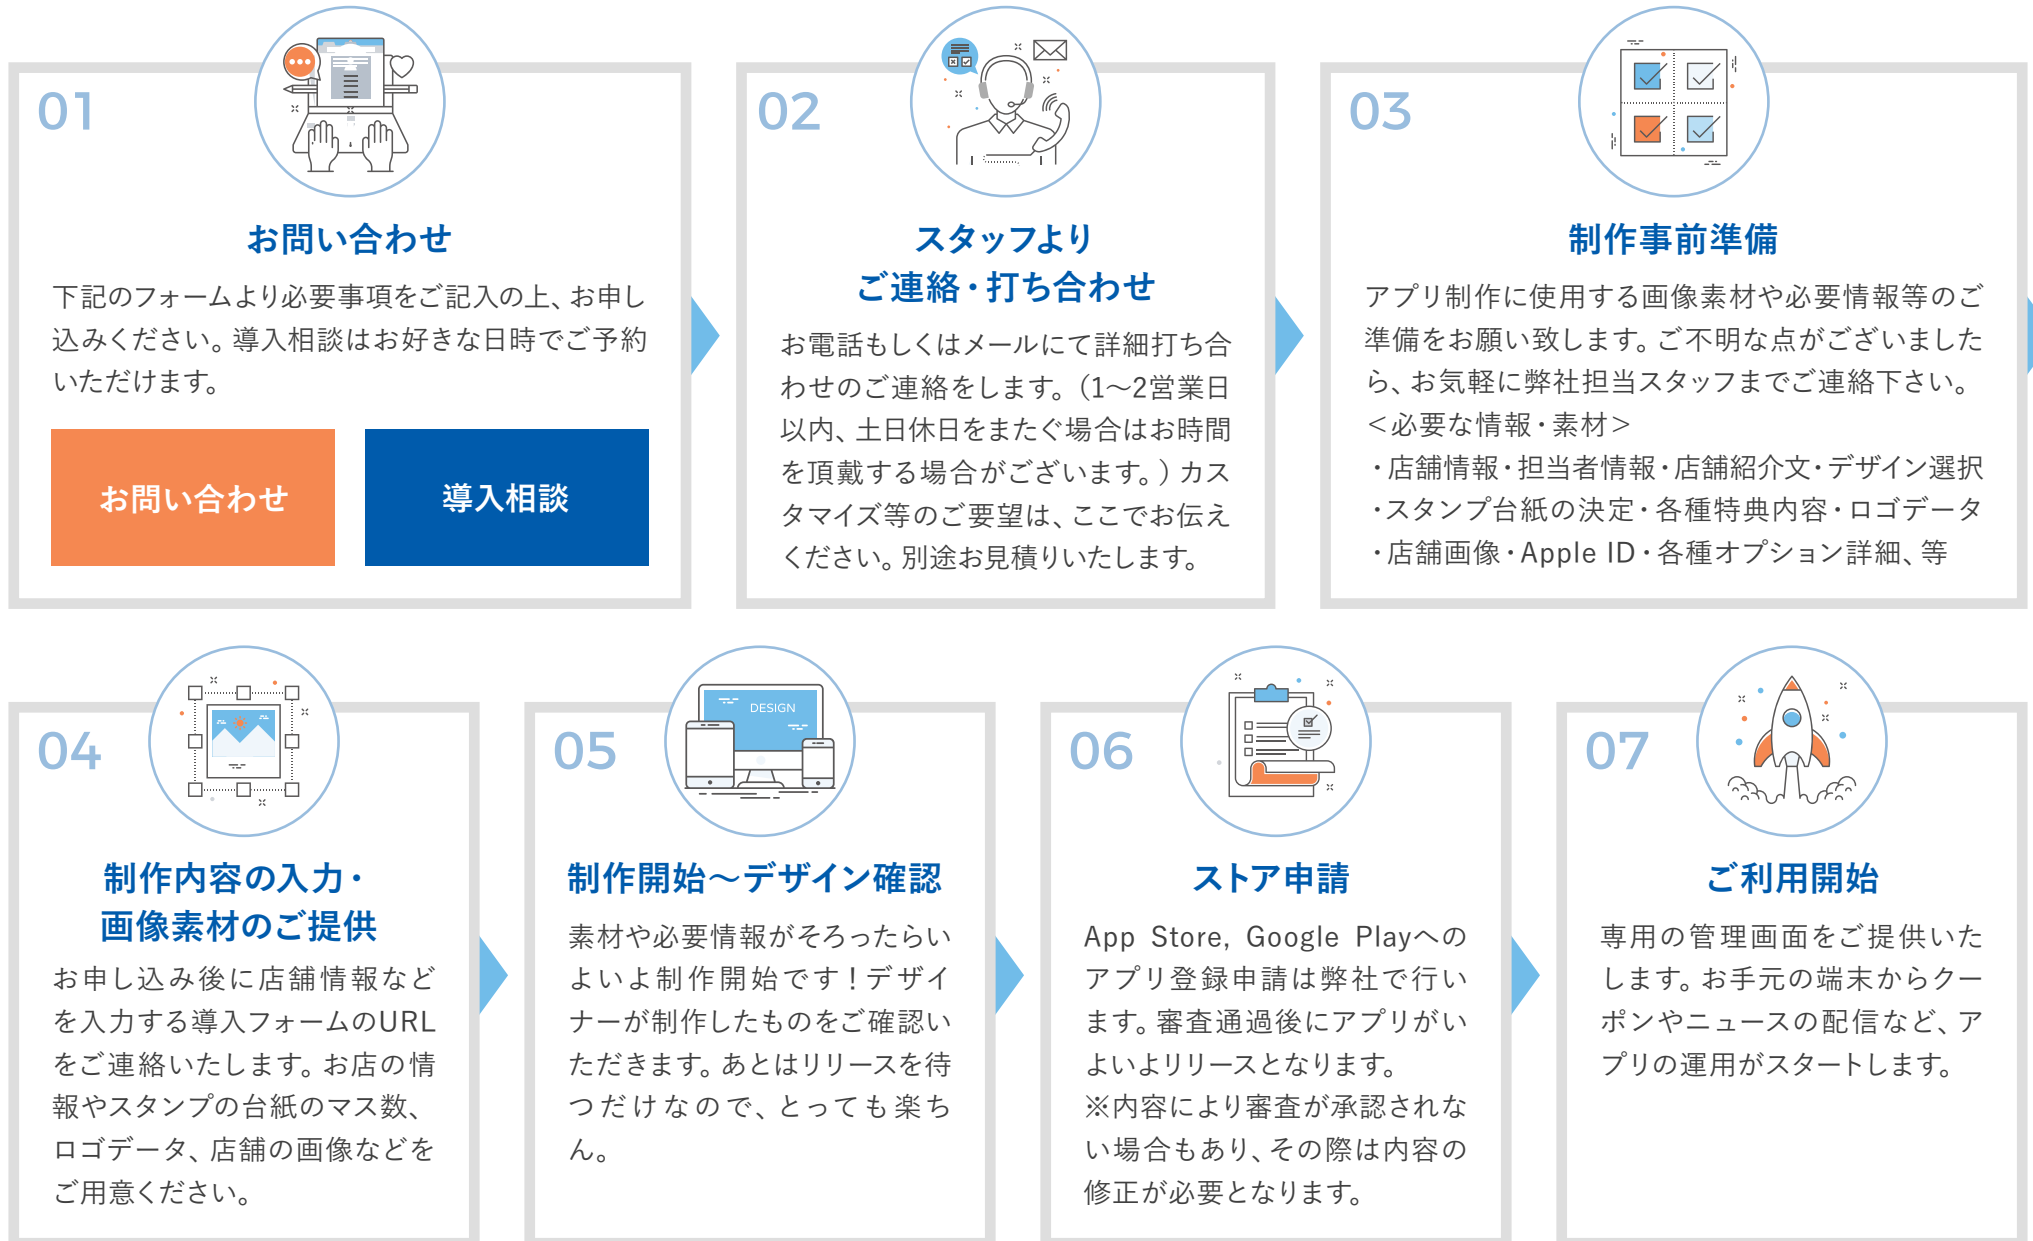 01
お問い合わせ
下記のフォームより必要事項をご記入の上、お申し
込みください。導入相談はお好きな日時でご予約
いただけます。
お問い合わせ
導入相談
02
スタッフより
ご連絡・打ち合わせ
お電話もしくはメールにて詳細打ち合
わせのご連絡をします。（1〜2営業日
以内、土日休日をまたぐ場合はお時間
を頂戴する場合がございます。）カス
タマイズ等のご要望は、ここでお伝え
ください。別途お見積りいたします。
03
制作事前準備
アプリ制作に使用する画像素材や必要情報等のご
準備をお願い致します。ご不明な点がございました
ら、お気軽に弊社担当スタッフまでご連絡下さい。
＜必要な情報・素材＞
・店舗情報・担当者情報・店舗紹介文・デザイン選択
・スタンプ台紙の決定・各種特典内容・ロゴデータ
・店舗画像・Apple ID・各種オプション詳細、等
04
制作内容の入力・
画像素材のご提供
お申し込み後に店舗情報など
を入力する導入フォームのURL
をご連絡いたします。お店の情
報やスタンプの台紙のマス数、
ロゴデータ、店舗の画像などを
ご用意ください。
05
DESIGN
制作開始〜デザイン確認
素材や必要情報がそろったらい
よいよ制作開始です！デザイ
ナーが制作したものをご確認い
ただきます。あとはリリースを待
つだけなので、とっても楽ち
ん。
06
ストア申請
App Store, Google Playへの
アプリ登録申請は弊社で行い
ます。審査通過後にアプリがい
よいよリリースとなります。
※内容により審査が承認されな
い場合もあり、その際は内容の
修正が必要となります。
07
ご利用開始
専用の管理画面をご提供いた
します。お手元の端末からクー
ポンやニュースの配信など、ア
プリの運用がスタートします。